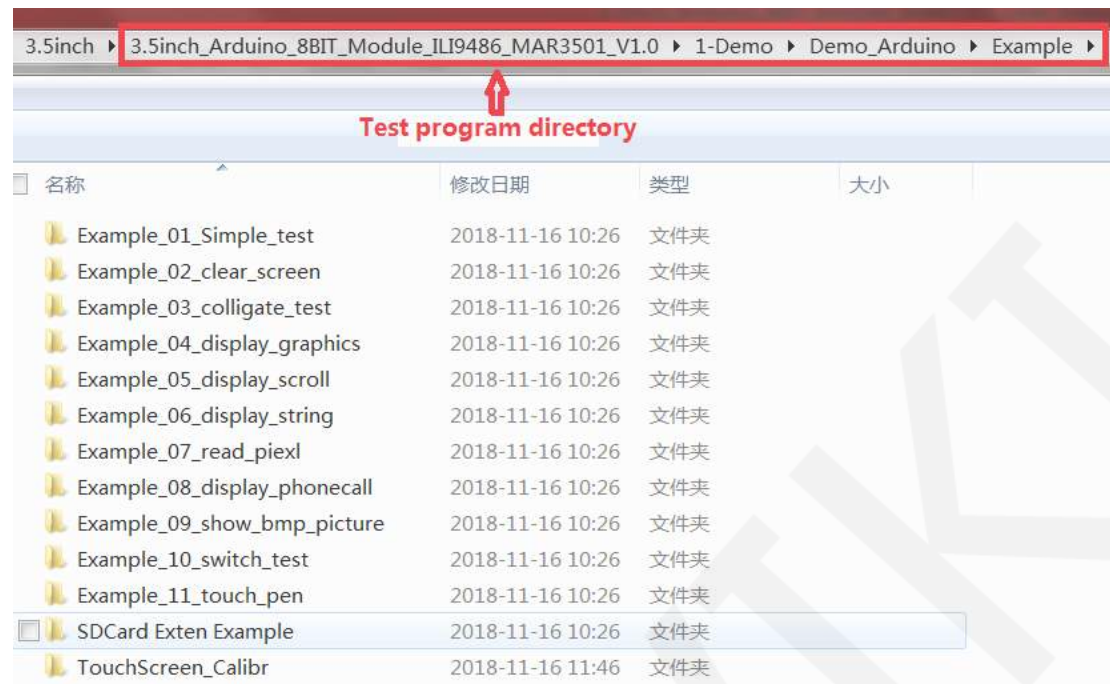 3.5inch ▸ 3.5inch_Arduino_8BIT_Module_ILI9486_MAR3501_V1.0 ▸ 1-Demo ▸ Demo_Arduino ▸ Example ▸
Test program directory
名称 修改日期 类型 大小
Example_01_Simple_test 2018-11-16 10:26 文件夹
Example_02_clear_screen 2018-11-16 10:26 文件夹
Example_03_colligate_test 2018-11-16 10:26 文件夹
Example_04_display_graphics 2018-11-16 10:26 文件夹
Example_05_display_scroll 2018-11-16 10:26 文件夹
Example_06_display_string 2018-11-16 10:26 文件夹
Example_07_read_piexl 2018-11-16 10:26 文件夹
Example_08_display_phonecall 2018-11-16 10:26 文件夹
Example_09_show_bmp_picture 2018-11-16 10:26 文件夹
Example_10_switch_test 2018-11-16 10:26 文件夹
Example_11_touch_pen 2018-11-16 10:26 文件夹
SDCard Exten Example 2018-11-16 10:26 文件夹
TouchScreen_Calibr 2018-11-16 11:46 文件夹